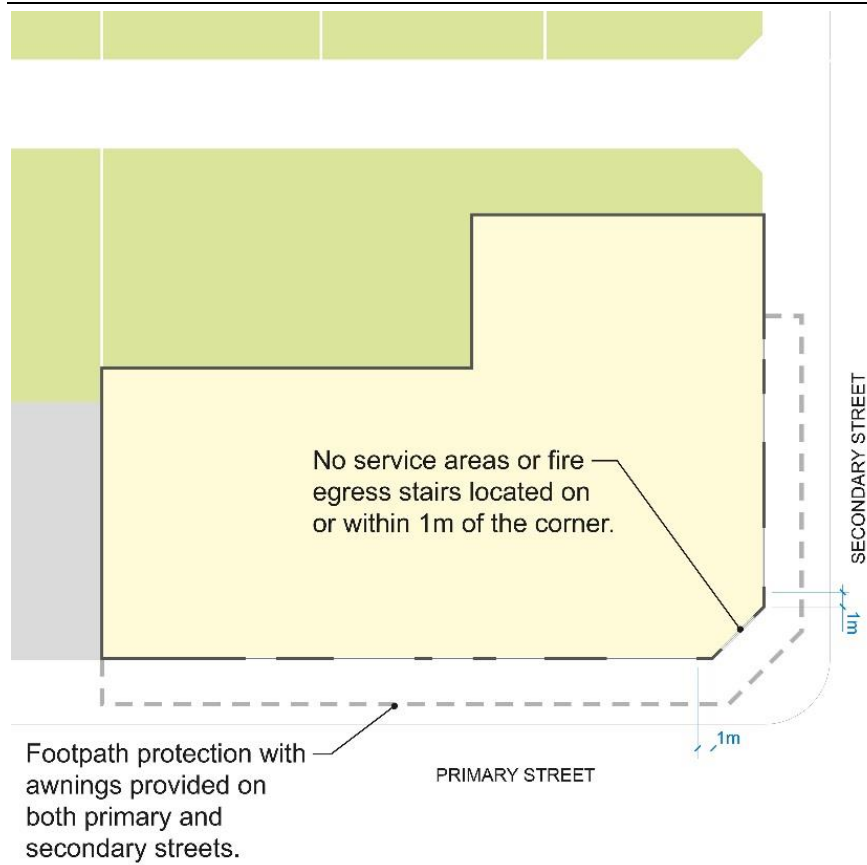 No service areas or fire
egress stairs located on
or within 1m of the corner.
SECONDARY STREET
1m
1m
Footpath protection with
awnings provided on
both primary and
secondary streets.
PRIMARY STREET